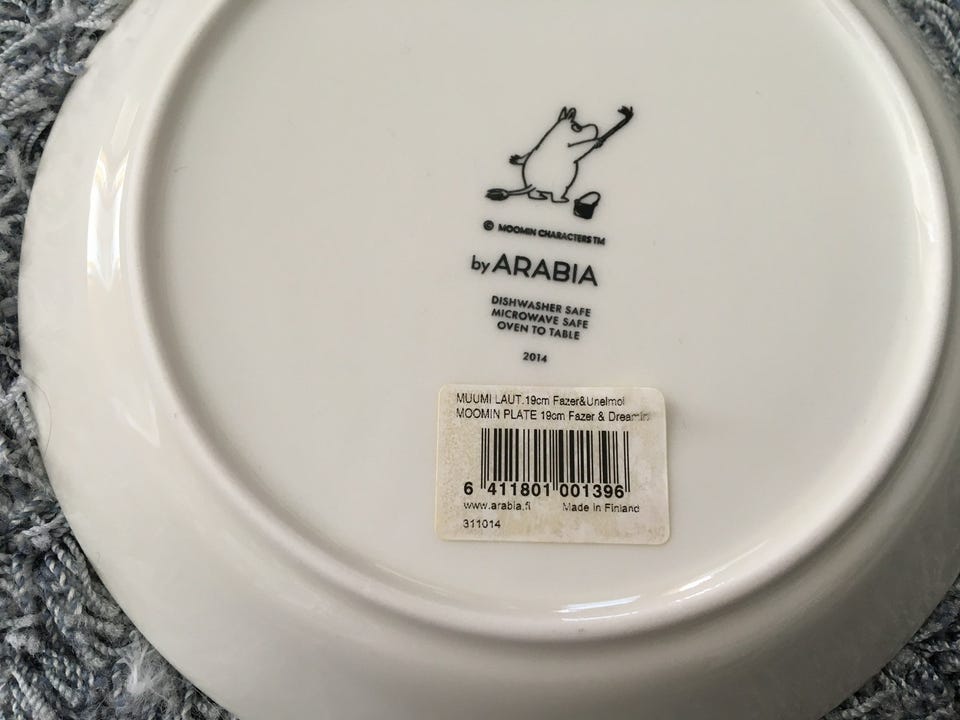 © MOOMIN CHARACTERS TM
by ARABIA
DISHWASHER SAFE
MICROWAVE SAFE
OVEN TO TABLE
2014
MUUMI LAUT.19cm Fazer&Unelmoi
MOOMIN PLATE 19cm Fazer & Dreamin
6 411801 001396
www.arabia.fi Made in Finland
311014